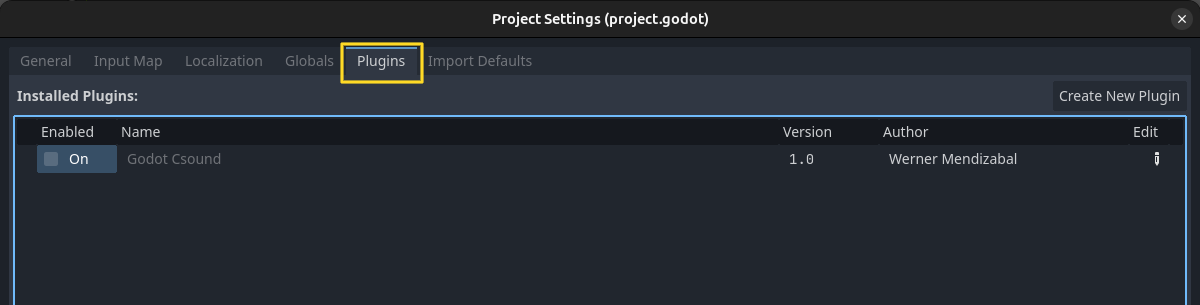 Project Settings (project.godot)
General Input Map Localization Globals Plugins Import Defaults
Installed Plugins: Create New Plugin
Enabled Name Version Author Edit
On Godot Csound 1.0 Werner Mendizabal